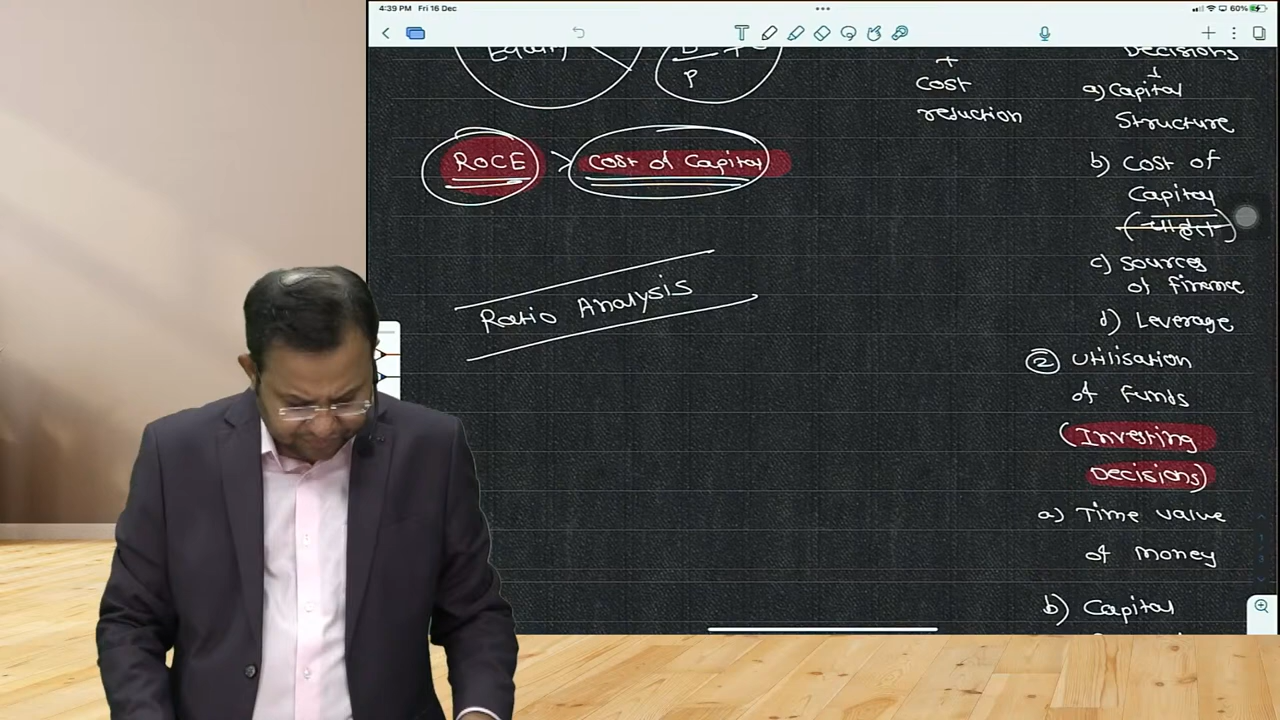 4:39 PM Fri 16 Dec
60%
Equity
D
P
ROCE > Cost of Capital
Ratio Analysis
+
Cost
reduction
Decisions
a) Capital
Structure
b) Cost of
Capital
c) Sources
of finance
d) Leverage
② Utilisation
of Funds
(Investing
Decisions)
a) Time value
of money
b) Capital